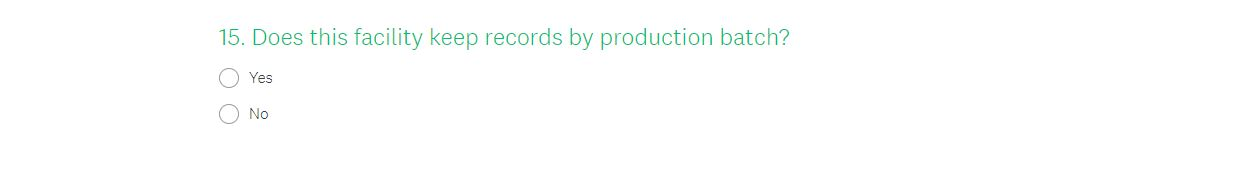 15. Does this facility keep records by production batch?
Yes
No